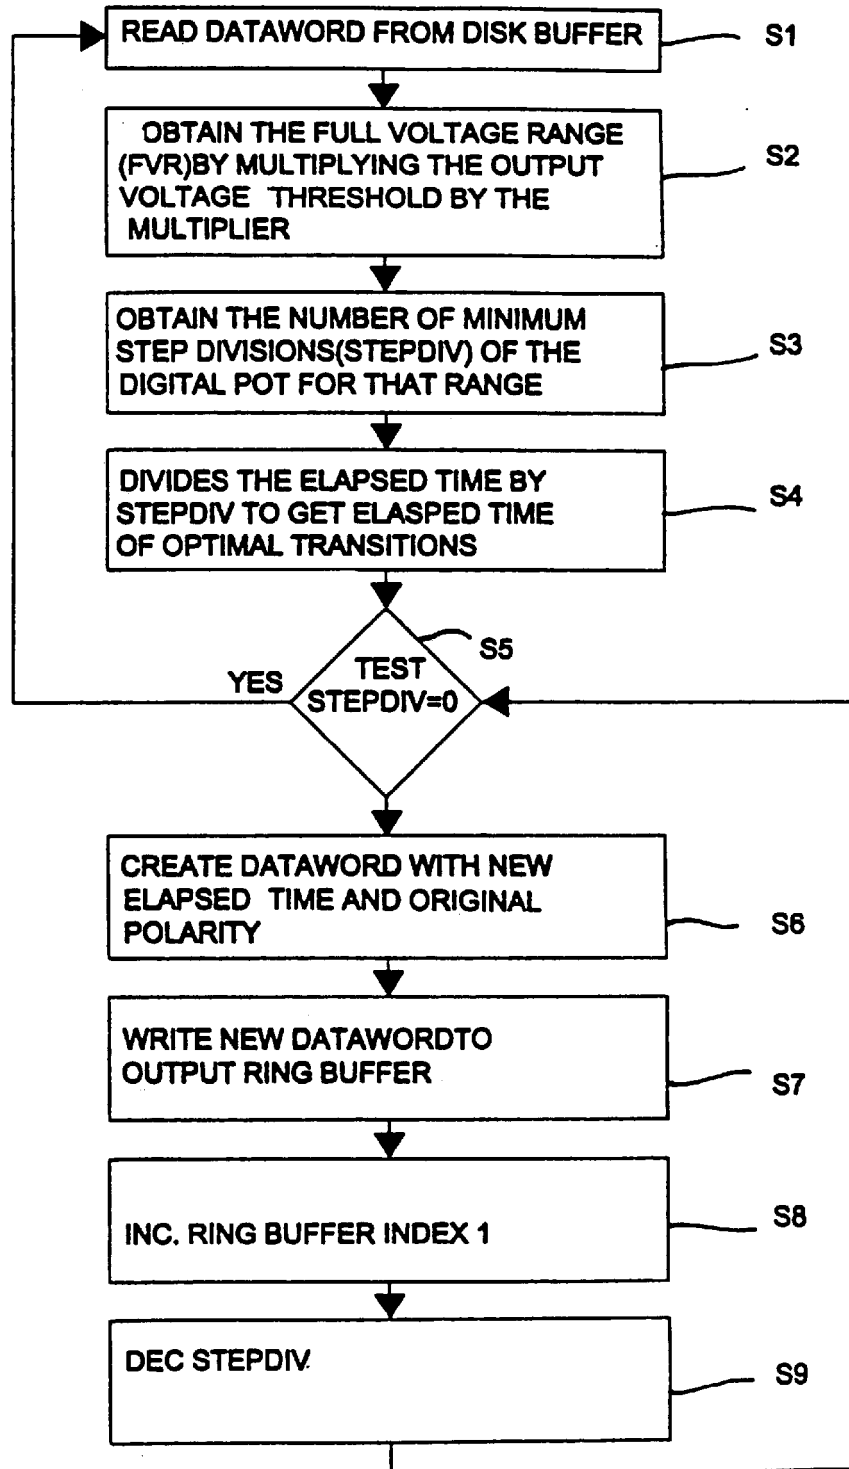 READ DATAWORD FROM DISK BUFFER
S1
OBTAIN THE FULL VOLTAGE RANGE
(FVR)BY MULTIPLYING THE OUTPUT
VOLTAGE THRESHOLD BY THE
MULTIPLIER
S2
OBTAIN THE NUMBER OF MINIMUM
STEP DIVISIONS(STEPDIV) OF THE
DIGITAL POT FOR THAT RANGE
S3
DIVIDES THE ELAPSED TIME BY
STEPDIV TO GET ELASPED TIME
OF OPTIMAL TRANSITIONS
S4
S5
YES
TEST
STEPDIV=0
CREATE DATAWORD WITH NEW
ELAPSED TIME AND ORIGINAL
POLARITY
S6
WRITE NEW DATAWORDTO
OUTPUT RING BUFFER
S7
INC. RING BUFFER INDEX 1
S8
DEC STEPDIV.
S9